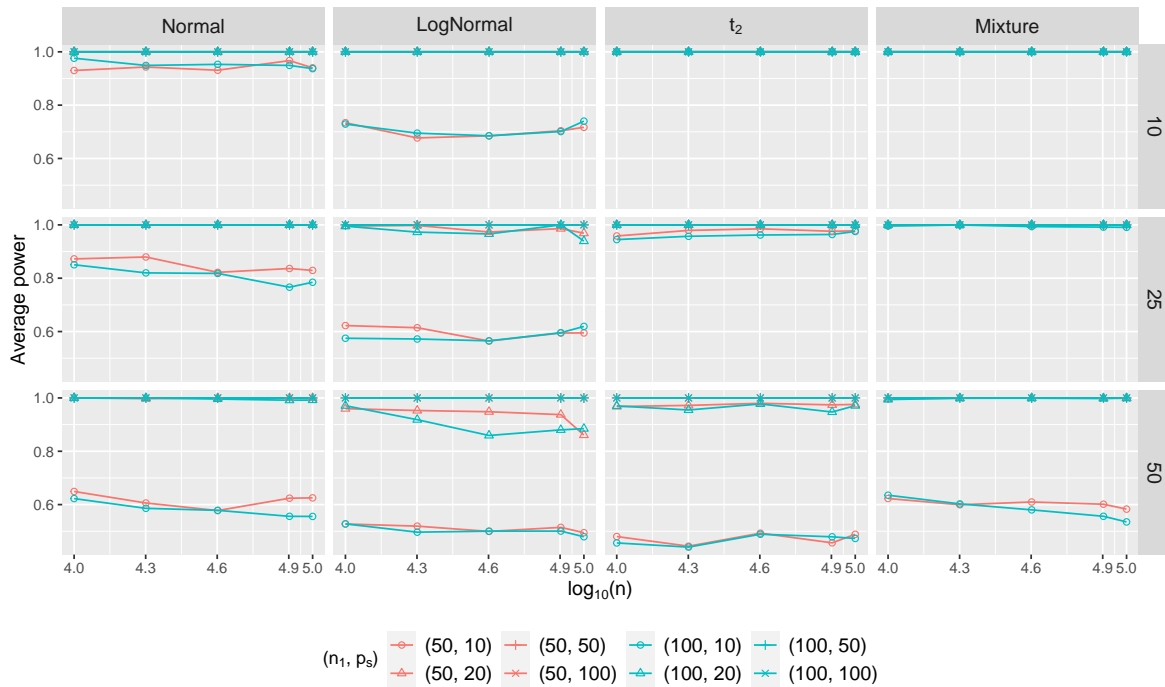 Normal LogNormal t₂ Mixture
1.0
0.8
0.6
10
1.0
0.8
0.6
25
1.0
0.8
0.6
50
Average power
4.0 4.3 4.6 4.9 5.0 4.0 4.3 4.6 4.9 5.0 4.0 4.3 4.6 4.9 5.0 4.0 4.3 4.6 4.9 5.0
log₁₀(n)
(n₁, pₛ)
(50, 10) (50, 50) (100, 10) (100, 50)
(50, 20) (50, 100) (100, 20) (100, 100)